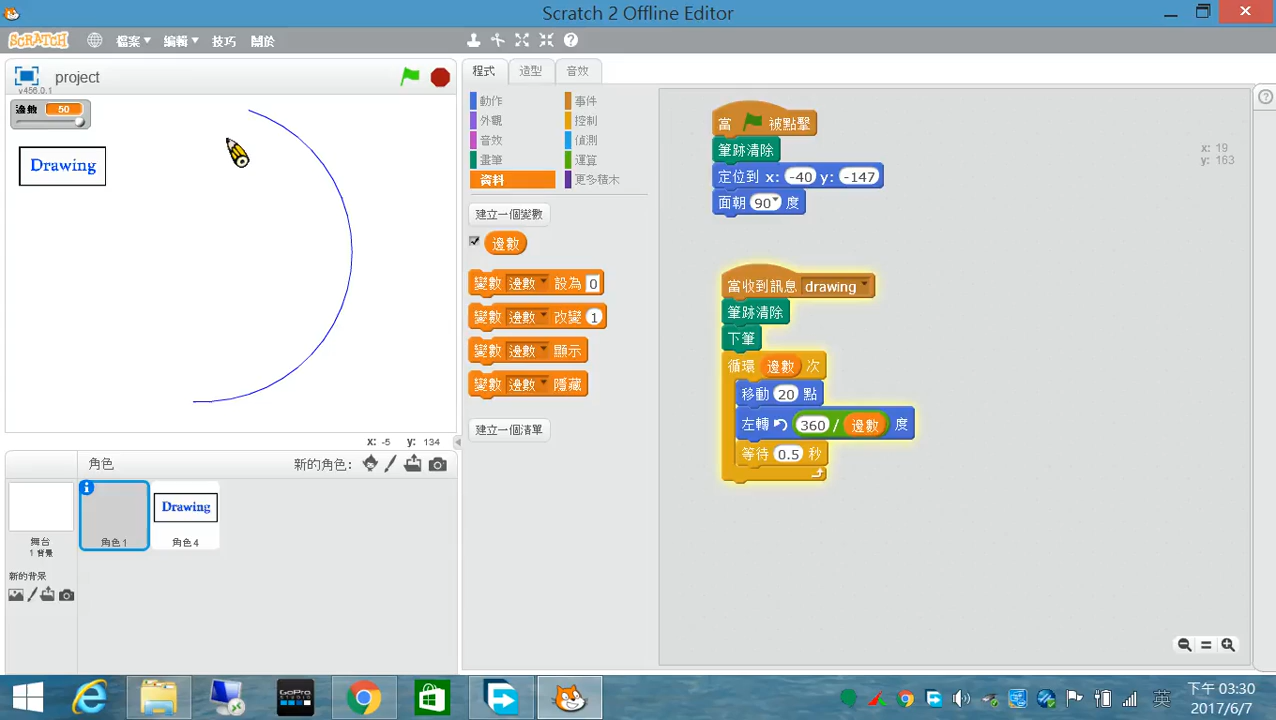 Scratch 2 Offline Editor
SCRATCH 檔案 編輯 技巧 關於
project
v456.0.1
邊數 50
Drawing
x: -5 y: 134
角色 新的角色:
舞台
1 背景
新的背景
角色1
Drawing
角色4
程式 造型 音效
動作 事件
外觀 控制
音效 偵測
畫筆 運算
資料 更多積木
建立一個變數
邊數
變數 邊數 設為 0
變數 邊數 改變 1
變數 邊數 顯示
變數 邊數 隱藏
建立一個清單
當 被點擊
筆跡清除
定位到 x: -40 y: -147
面朝 90 度
x: 19
y: 163
當收到訊息 drawing
筆跡清除
下筆
循環 邊數 次
移動 20 點
左轉 360 / 邊數 度
等待 0.5 秒
GoPro
STUDIO
英
下午 03:30
2017/6/7